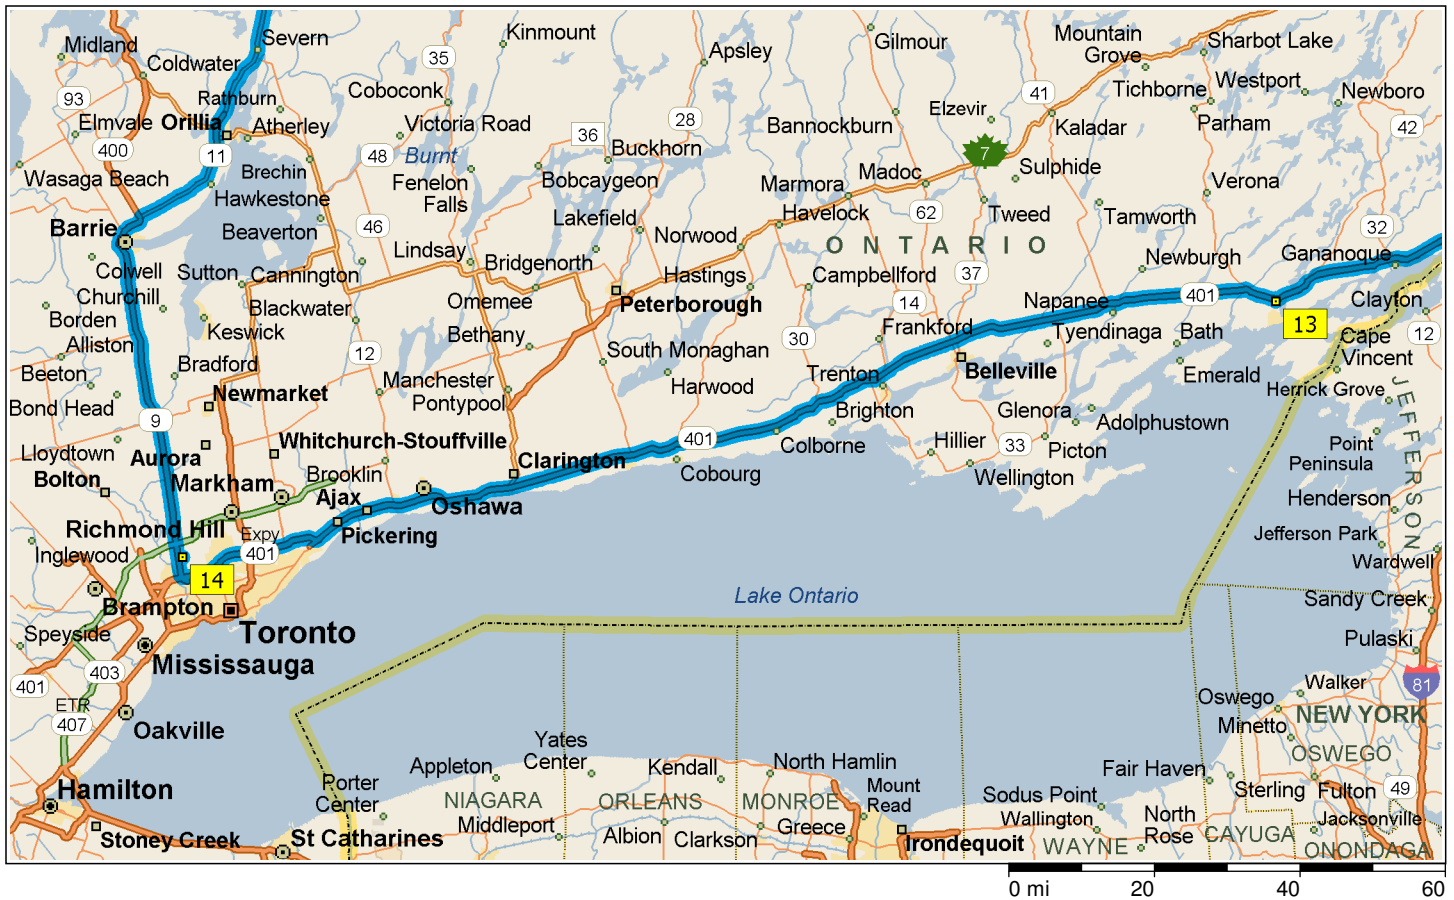 Midland
Severn
Kinmount
Apsley
Gilmour
Mountain
Grove
Sharbot Lake
Coldwater
35
Coboconk
Tichborne
Westport
Newboro
93
Rathburn
41
Elzevir
Elmvale
Orillia
Atherley
Victoria Road
28
Bannockburn
Kaladar
Parham
42
400
11
48
Burnt
36
Buckhorn
7
Wasaga Beach
Brechin
Fenelon
Falls
Bobcaygeon
Marmora
Madoc
Sulphide
Verona
Hawkestone
Lakefield
Havelock
62
Tweed
Tamworth
32
Barrie
Beaverton
46
Lindsay
Norwood
ONTARIO
Newburgh
Gananoque
Colwell
Sutton
Cannington
Bridgenorth
Hastings
Campbellford
37
Churchill
Blackwater
Omemee
Peterborough
14
Napanee
401
Clayton
Borden
Keswick
Bethany
30
Frankford
Tyendinaga
Bath
13
12
Alliston
Bradford
12
South Monaghan
Cape
Vincent
Beeton
Newmarket
Manchester
Harwood
Trenton
Belleville
Emerald
Herrick Grove
JEFFERSON
Bond Head
9
Pontypool
Brighton
Glenora
Adolphustown
Lloydtown
Aurora
Whitchurch-Stouffville
401
Colborne
Hillier
33
Picton
Point
Peninsula
Bolton
Markham
Brooklin
Clarington
Cobourg
Wellington
Ajax
Oshawa
Henderson
Richmond Hill
Expy
401
Pickering
Jefferson Park
Inglewood
Wardwell
14
Brampton
Lake Ontario
Sandy Creek
Speyside
Toronto
Pulaski
Mississauga
403
401
81
ETR
407
Oakville
Walker
Oswego
Minetto
NEW YORK
OSWEGO
Yates
Center
Appleton
Kendall
North Hamlin
Fair Haven
Hamilton
Porter
Center
Mount
Read
Sterling
Fulton
49
NIAGARA
ORLEANS
MONROE
Sodus Point
Wallington
North
Rose
Jacksonville
Stoney Creek
St Catharines
Middleport
Albion
Clarkson
Greece
Irondequoit
WAYNE
CAYUGA
ONONDAGA
0 mi
20
40
60